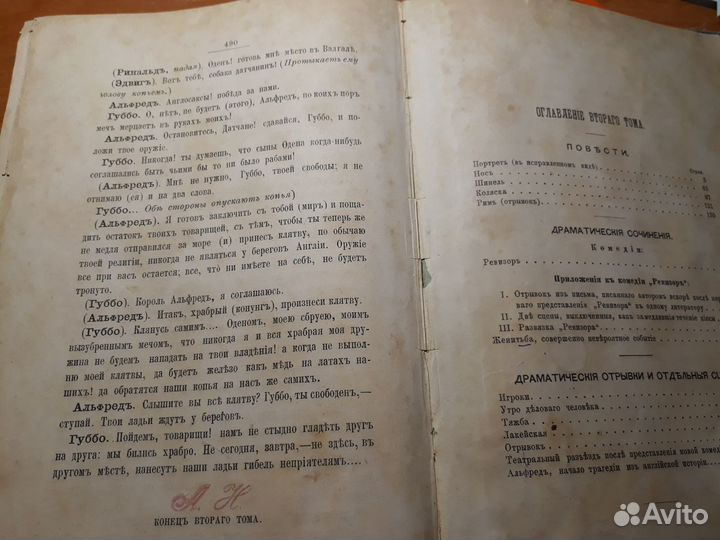 490
(Ринальдъ, падая). Оденъ! готовь мнѣ мѣсто въ Валгалѣ,
(Эдвигъ). Вотъ тебѣ, собака датчанинъ! (Протыкаетъ ему
голову копьемъ.)
Альфредъ. Англосаксы! побѣда за нами.
Губбо. О, нѣтъ, не будетъ (этого), Альфредъ, по коихъ поръ
мечъ мерцаетъ въ рукахъ моихъ!
Альфредъ. Остановитесь, Датчане! сдавайся, Губбо, и по-
ложи твое оружіе.
Губбо. Никогда! ты думаешь, что сыны Одена когда-нибудь
соглашались быть чьими бы то ни было рабами!
(Альфредъ). Мнѣ не нужно, Губбо, твоей свободы; я не
отнимаю (ея) и на два слова.
Губбо... Обѣ стороны опускаютъ копья)
(Альфредъ). Я готовъ заключить съ тобой (миръ) и поща-
дить остатокъ твоихъ товарищей, съ тѣмъ, чтобы ты теперь же
не медля отправился за море (и) принесъ клятву, по обычаю
твоей религіи, никогда не являться у береговъ Англіи. Оружіе
все при васъ остается; все, что ни имѣете на себѣ, не будетъ
тронуто.
(Губбо). Король Альфредъ, я соглашаюсь.
(Альфредъ). Итакъ, храбрый (конунгъ), произнеси клятву.
(Губбо). Клянусь самимъ.... Оденомъ, моею сбруею, моимъ
вызубреннымъ мечомъ, что никогда я и вся храбрая моя дру-
жина не будемъ нападать на твои владѣнія! а когда не выпол-
ню моей клятвы, да будетъ желѣзо какъ мѣдь на латахъ на-
шихъ! да обратятся наши копья на насъ же самихъ.
Альфредъ. Слышите вы всѣ клятву? Губбо, ты свободенъ,—
ступай. Твои ладьи ждутъ у береговъ.
Губбо. Пойдемъ, товарищи! намъ не стыдно глядѣть другъ
на друга: мы бились храбро. Не сегодня, завтра,—не здѣсь, въ
другомъ мѣстѣ, нанесутъ наши ладьи гибель непріятелямъ....
А. Н
КОНЕЦЪ ВТОРАГО ТОМА.
ОГЛАВЛЕНІЕ ВТОРАГО ТОМА.
ПОВѢСТИ.
Портретъ (въ исправленномъ видѣ)
Носъ
Шинель
Коляска
Римъ (отрывокъ)
ДРАМАТИЧЕСКІЯ СОЧИНЕНІЯ.
Комедіи:
Ревизоръ
Приложенія къ комедіи „Ревизоръ“
I. Отрывокъ изъ письма, писаннаго авторомъ вскорѣ послѣ пер
ваго представленія „Ревизора“ къ одному литератору
II. Двѣ сцены, выключенныя, какъ замедлявшія теченіе піесы
III. Развязка „Ревизора“
Женитьба, совершенно невѣроятное событіе
ДРАМАТИЧЕСКІЕ ОТРЫВКИ И ОТДѢЛЬНЫЯ СЦ
Игроки
Утро дѣловаго человѣка
Тяжба
Лакейская
Отрывокъ
Театральный разъѣздъ послѣ представленія новой комед
Альфредъ, начало трагедіи изъ англійской исторіи
Avito